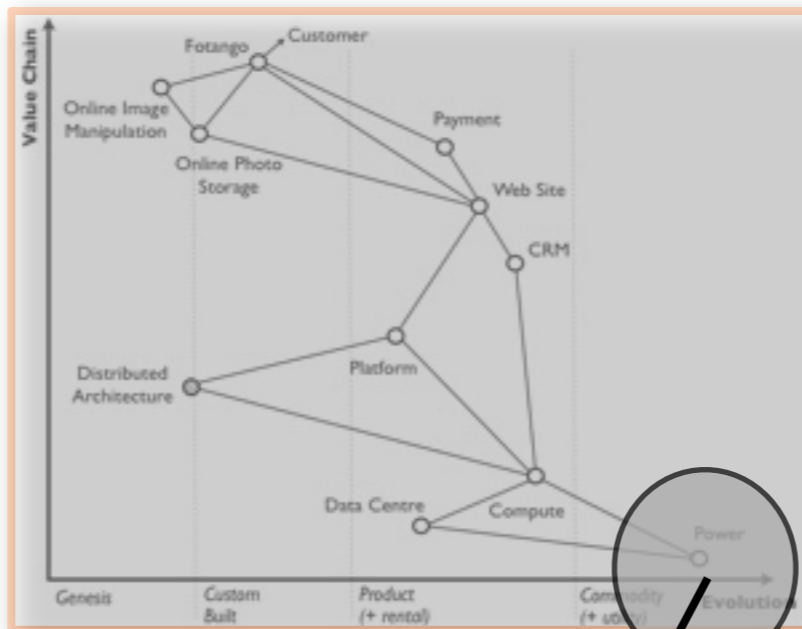 Value Chain
Customer
Fotango
Online Image
Manipulation
Payment
Online Photo
Storage
Web Site
CRM
Platform
Distributed
Architecture
Data Centre
Compute
Power
Genesis
Custom
Built
Product
(+ rental)
Commodity
(+ utility)
Evolution